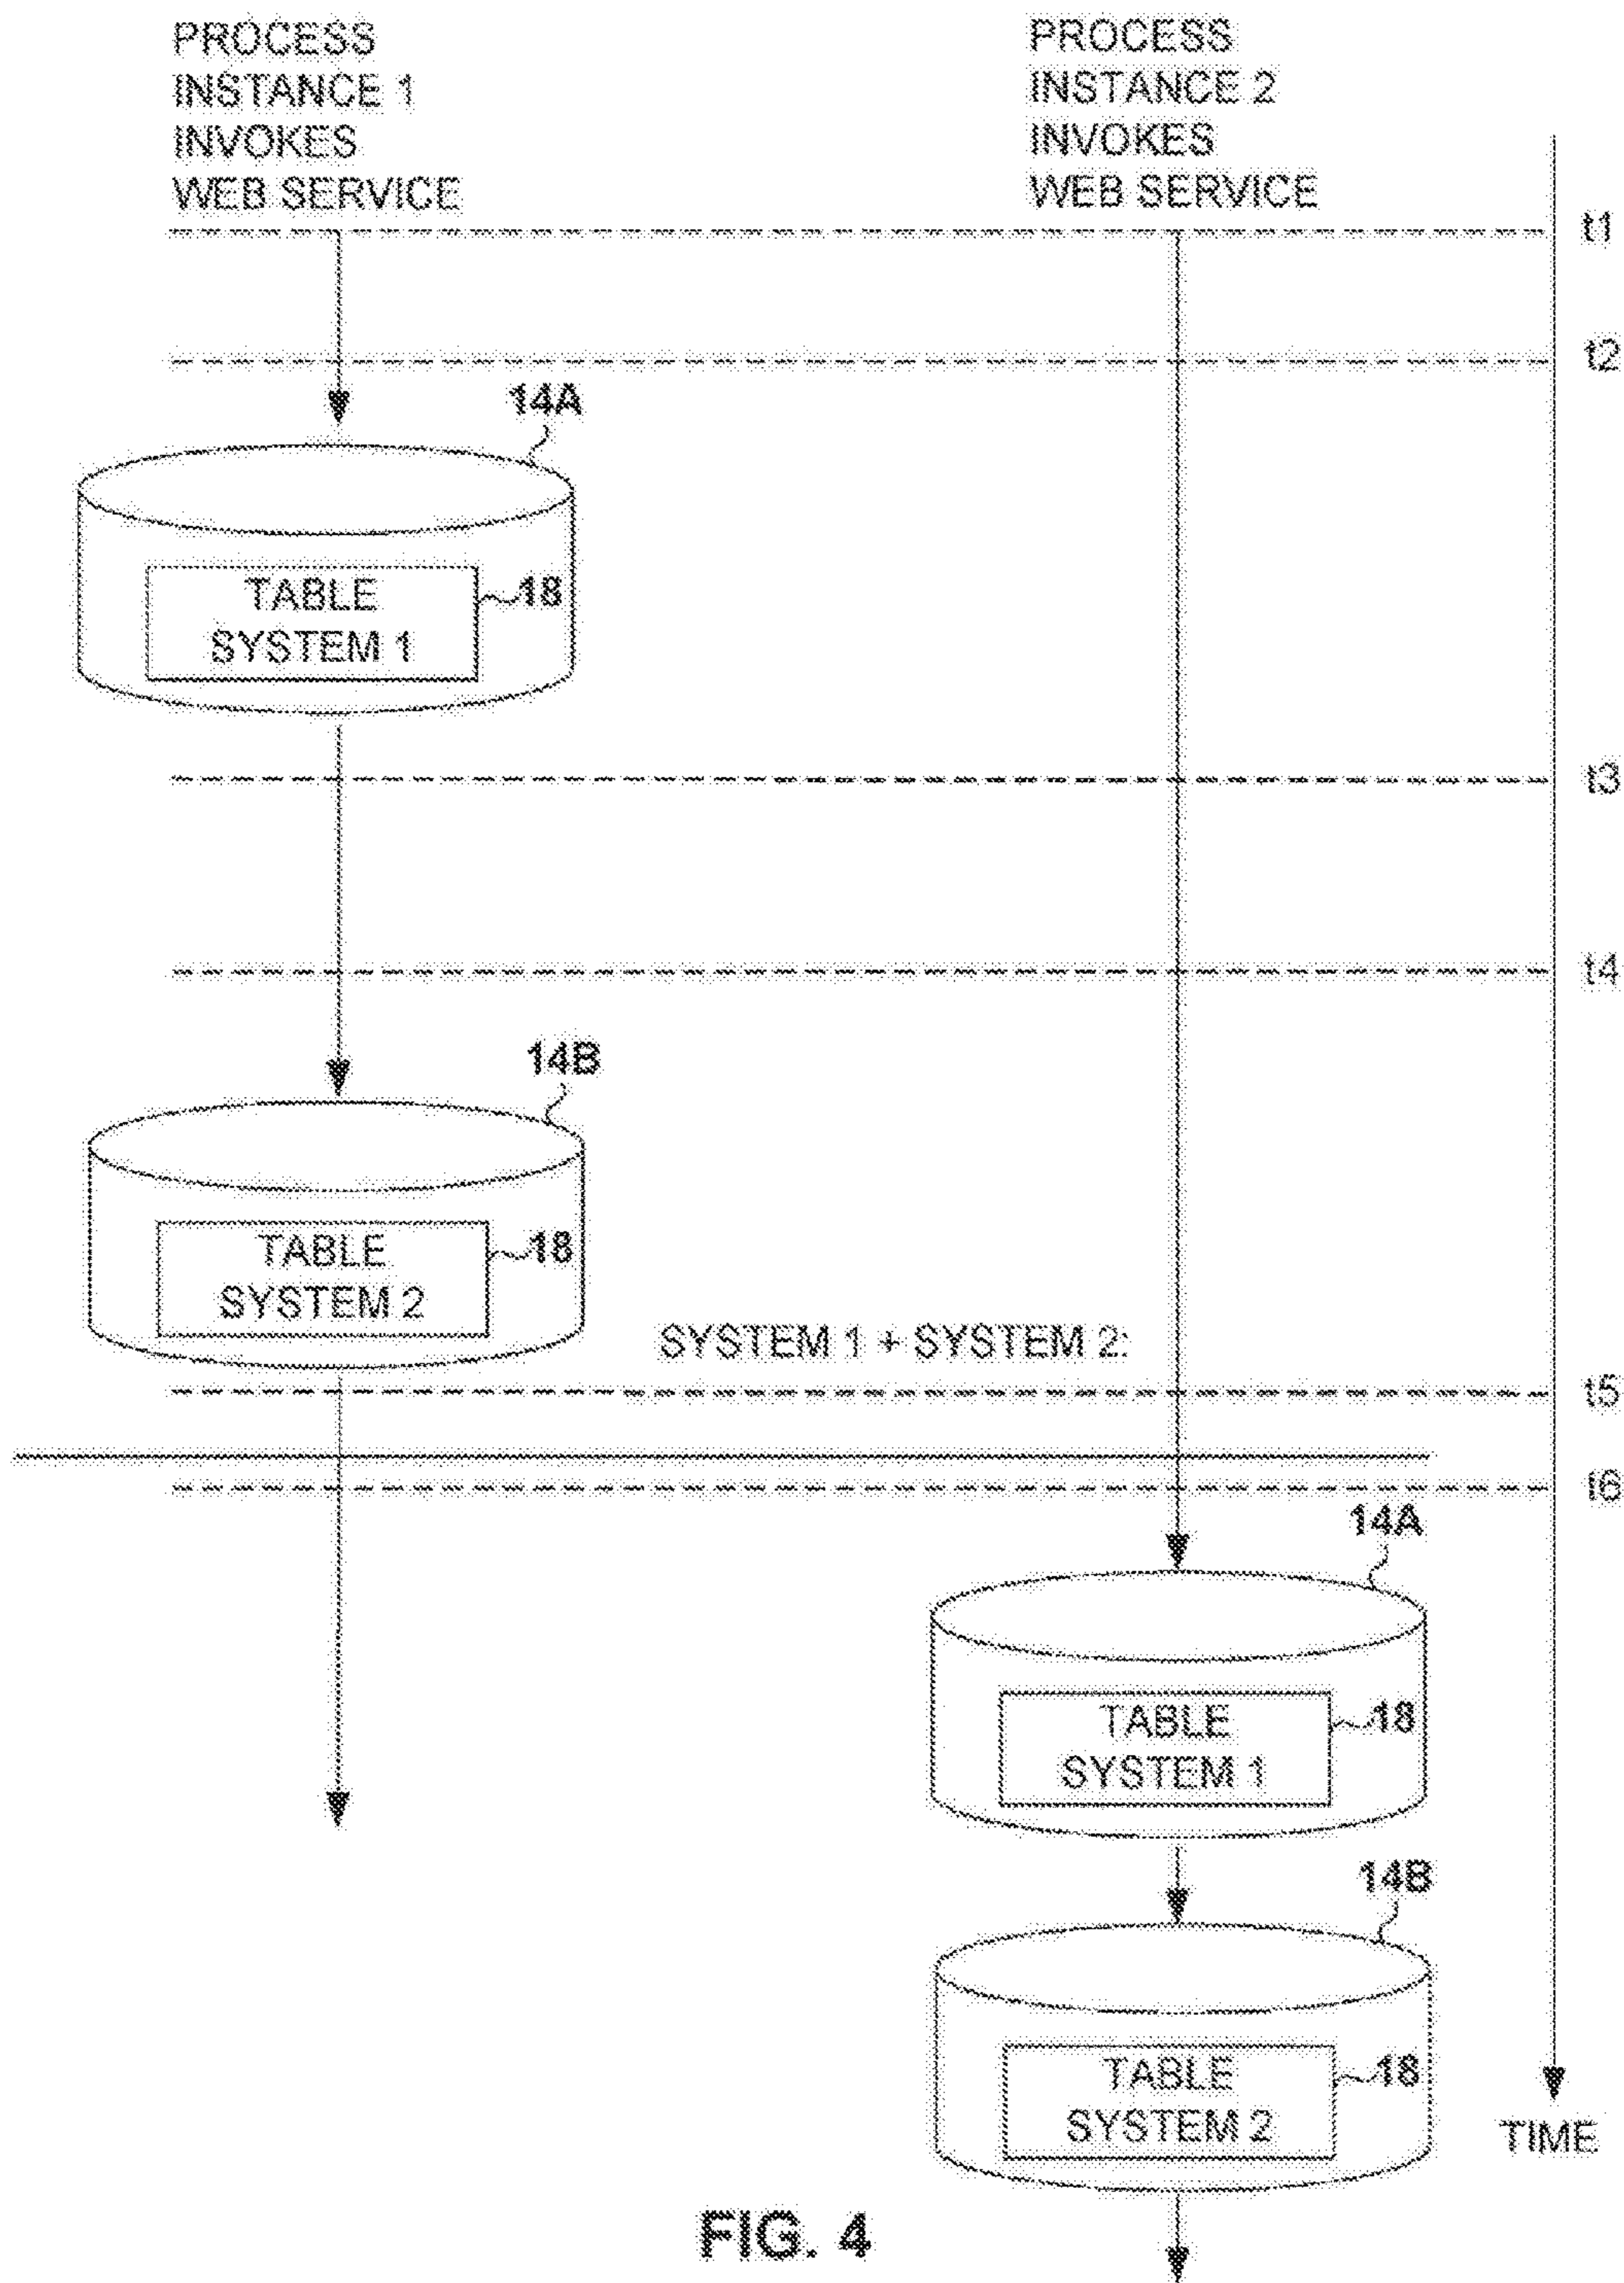 PROCESS
INSTANCE 1
INVOKES
WEB SERVICE
PROCESS
INSTANCE 2
INVOKES
WEB SERVICE
t1
t2
14A
TABLE
SYSTEM 1
18
t3
t4
14B
TABLE
SYSTEM 2
18
SYSTEM 1 + SYSTEM 2:
t5
t6
14A
TABLE
SYSTEM 1
18
14B
TABLE
SYSTEM 2
18
TIME
FIG. 4